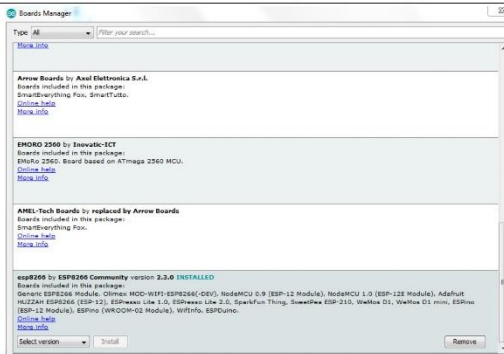 Boards Manager
Type All Filter your search...
More info
Arrow Boards by Axel Elettronica S.r.l.
Boards included in this package:
SmartEverything Fox, SmartTutto.
Online help
More info
EMORO 2560 by Inovatic-ICT
Boards included in this package:
EMoRo 2560. Board based on ATmega 2560 MCU.
Online help
More info
AMEL-Tech Boards by replaced by Arrow Boards
Boards included in this package:
SmartEverything Fox.
Online help
More info
esp8266 by ESP8266 Community version 2.3.0 INSTALLED
Boards included in this package:
Generic ESP8266 Module, Olimex MOD-WIFI-ESP8266(-DEV), NodeMCU 0.9 (ESP-12 Module), NodeMCU 1.0 (ESP-12E Module), Adafruit
HUZZAH ESP8266 (ESP-12), ESPresso Lite 1.0, ESPresso Lite 2.0, SparkFun Thing, SweetPea ESP-210, WeMos D1, WeMos D1 mini, ESPino
(ESP-12 Module), ESPino (WROOM-02 Module), WifInfo, ESPDuino.
Online help
More info
Select version Install Remove